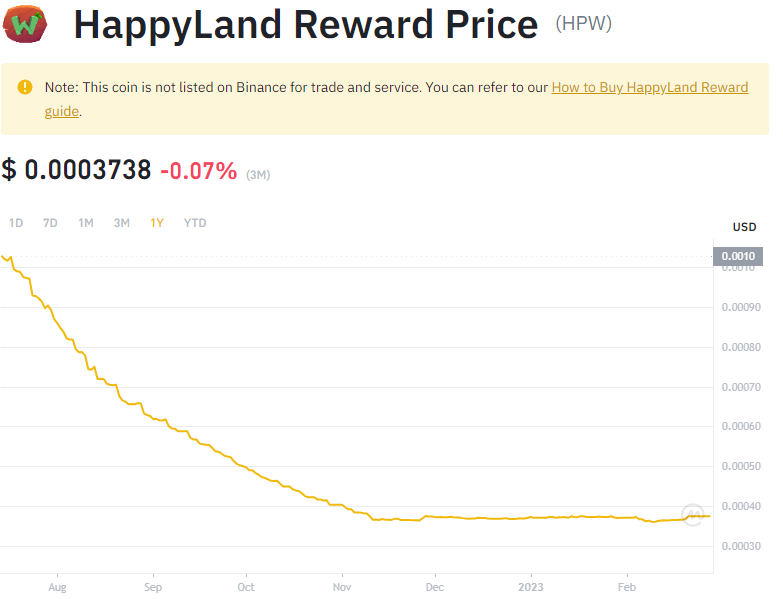 W
HappyLand Reward Price (HPW)
Note: This coin is not listed on Binance for trade and service. You can refer to our How to Buy HappyLand Reward
guide.
$ 0.0003738 -0.07% (3M)
1D 7D 1M 3M 1Y YTD
USD
0.0010
0.0010
0.00090
0.00080
0.00070
0.00060
0.00050
0.00040
0.00030
Aug Sep Oct Nov Dec 2023 Feb